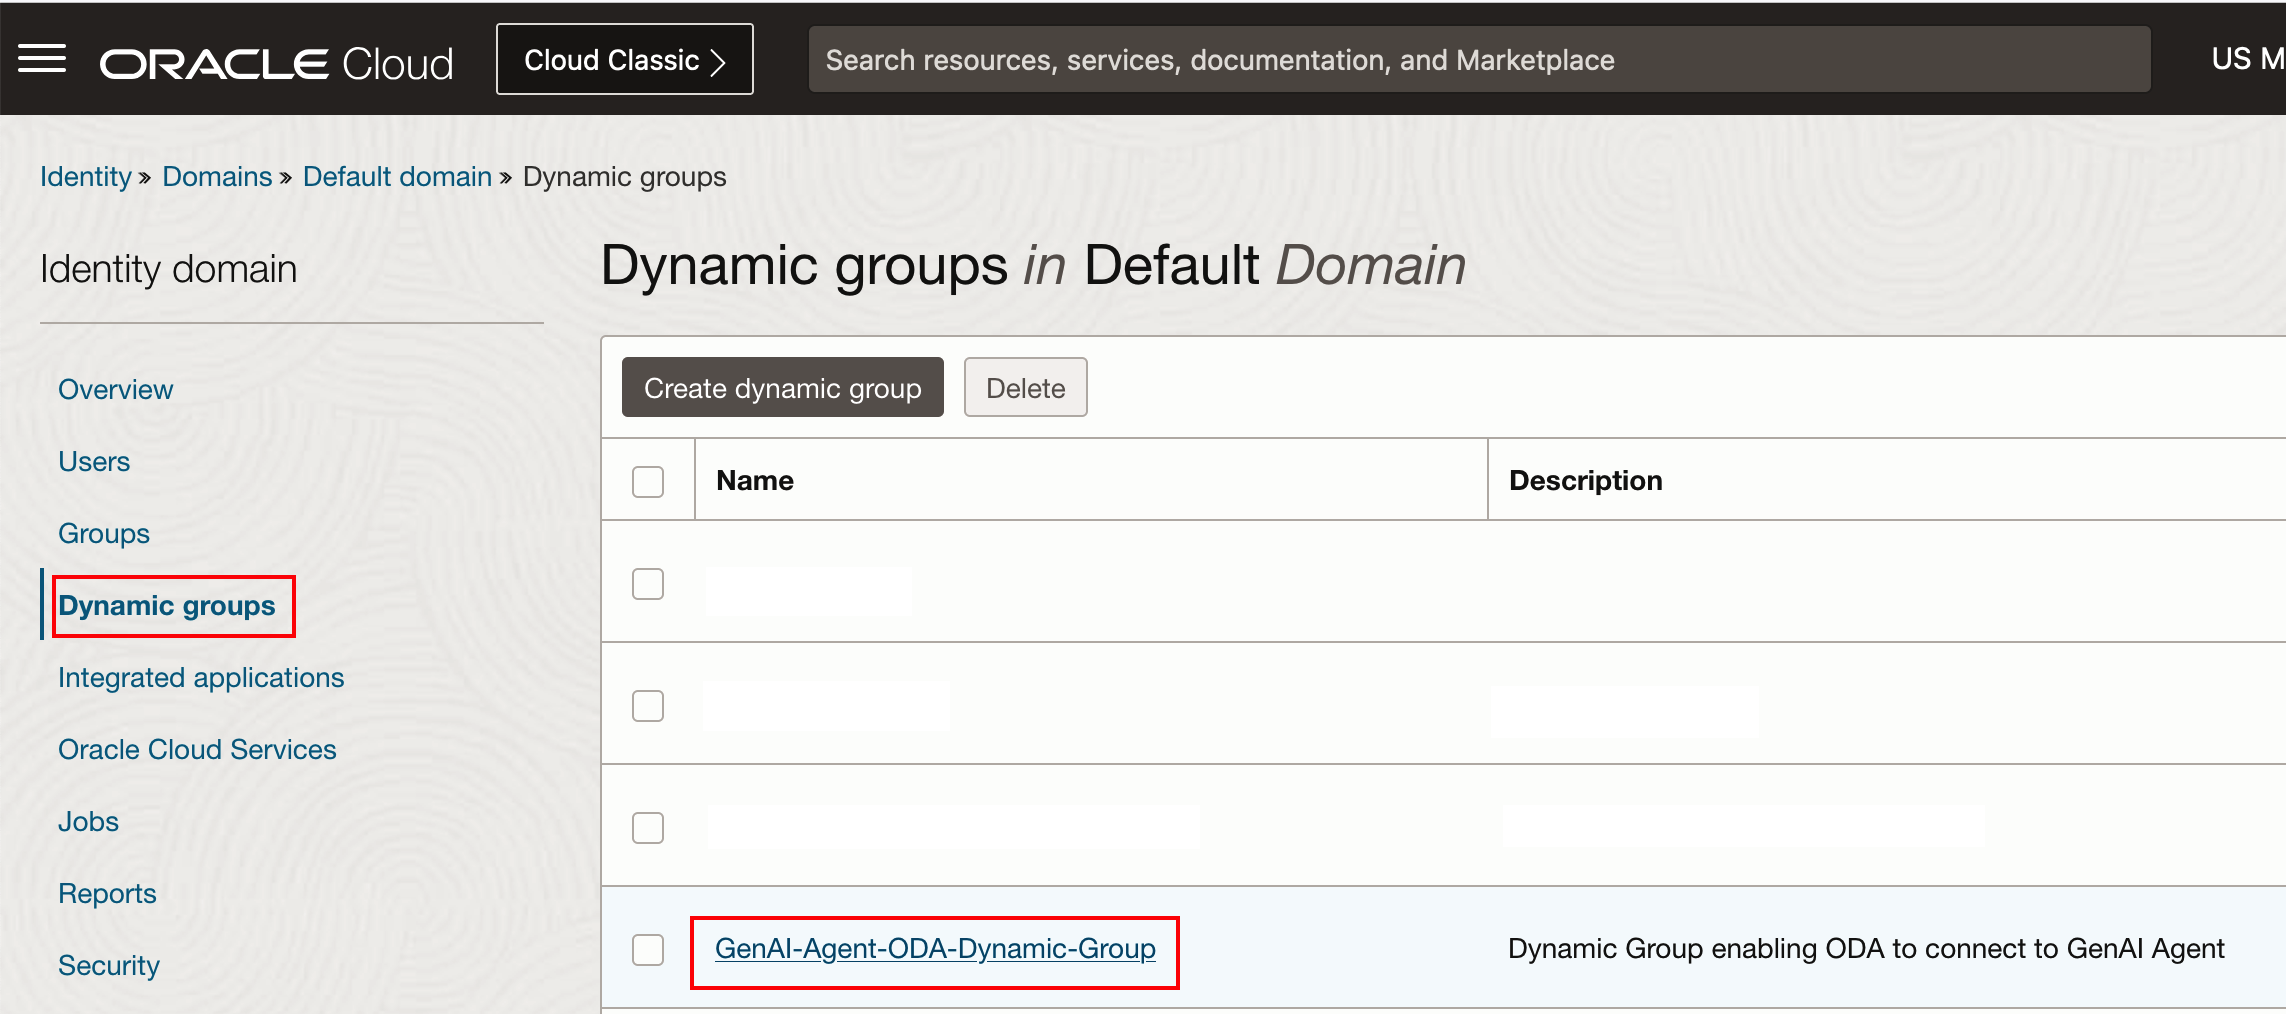 ORACLE Cloud
Cloud Classic
Search resources, services, documentation, and Marketplace
US M
Identity » Domains » Default domain » Dynamic groups
Identity domain
Overview
Users
Groups
Dynamic groups
Integrated applications
Oracle Cloud Services
Jobs
Reports
Security
Dynamic groups in Default Domain
Create dynamic group
Delete
Name
Description
GenAI-Agent-ODA-Dynamic-Group
Dynamic Group enabling ODA to connect to GenAI Agent